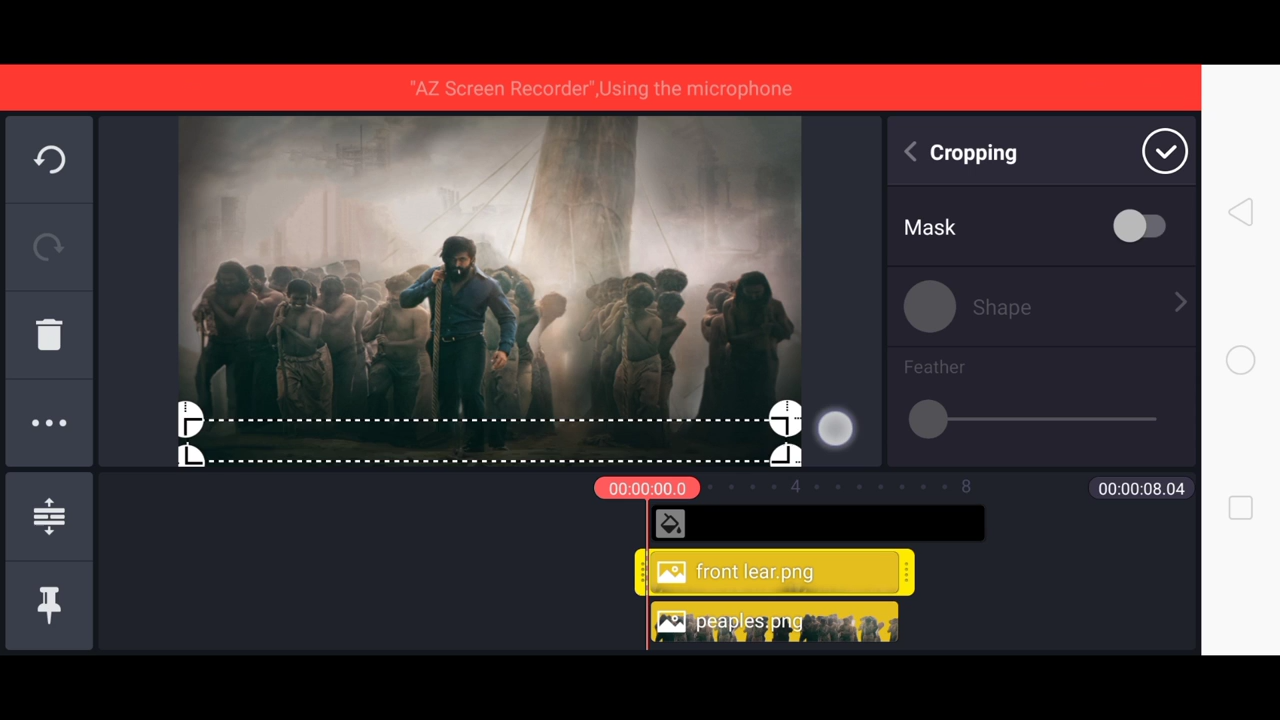 "AZ Screen Recorder",Using the microphone
Cropping
Mask
Shape
Feather
00:00:00.0
4
8
00:00:08.04
front lear.png
peaples.png